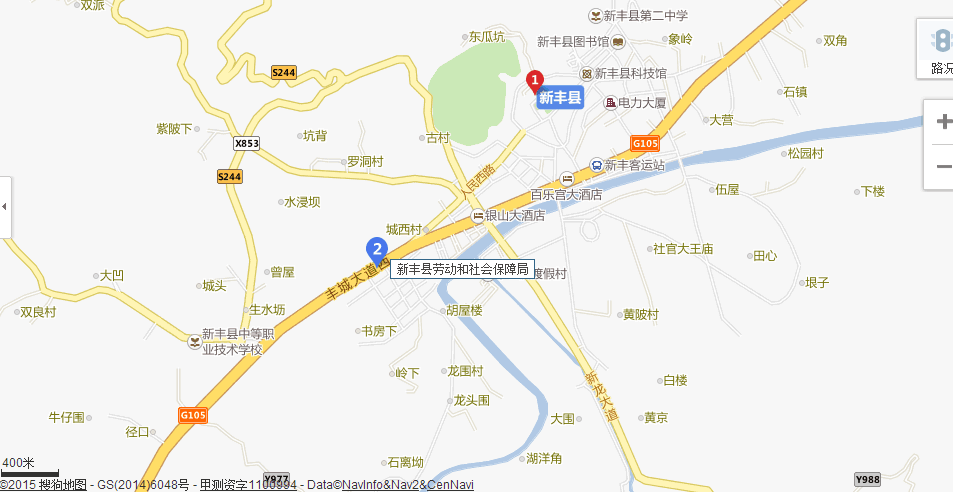 双派
新丰县第二中学
东瓜坑
新丰县图书馆
象岭
双角
S244
1
新丰县科技馆
路况
新丰县
石镇
电力大厦
紫陂下
坑背
古村
大营
X853
G105
松园村
罗洞村
新丰客运站
S244
人民西路
百乐宫大酒店
伍屋
下楼
水浸坝
银山大酒店
城西村
2
社官大王庙
田心
丰城大道西
新丰县劳动和社会保障局
度假村
大凹
曾屋
城头
垠子
双良村
生水坜
胡屋楼
黄陂村
新丰县中等职
业技术学校
书房下
岭下
龙围村
新龙大道
白楼
龙头围
牛仔围
G105
大围
黄京
径口
400米
石离坳
湖洋角
Y977
Y988
©2015 搜狗地图 - GS(2014)6048号 - 甲测资字1100994 - Data©NavInfo&Nav2&CenNavi